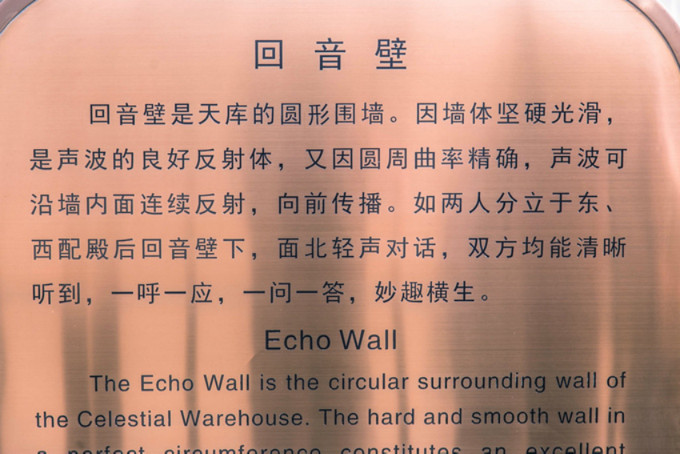 回音壁
回音壁是天库的圆形围墙。因墙体坚硬光滑，
是声波的良好反射体，又因圆周曲率精确，声波可
沿墙内面连续反射，向前传播。如两人分立于东、
西配殿后回音壁下，面北轻声对话，双方均能清晰
听到，一呼一应，一问一答，妙趣横生。
Echo Wall
The Echo Wall is the circular surrounding wall of
the Celestial Warehouse. The hard and smooth wall in
a perfect circumference constitutes an excellent